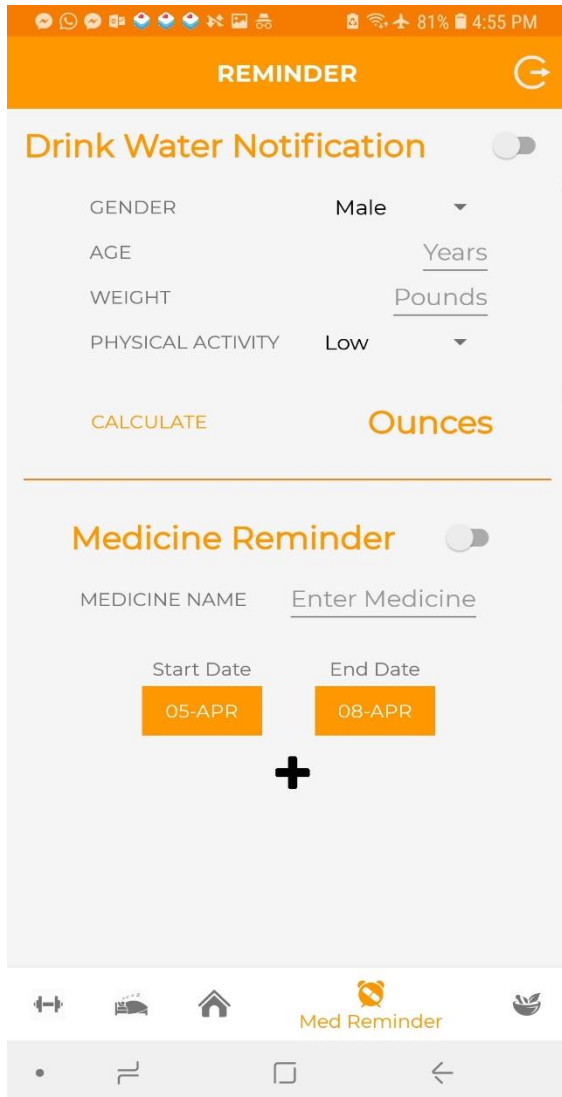 81% 4:55 PM
REMINDER
Drink Water Notification
GENDER Male
AGE Years
WEIGHT Pounds
PHYSICAL ACTIVITY Low
CALCULATE Ounces
Medicine Reminder
MEDICINE NAME Enter Medicine
Start Date End Date
05-APR 08-APR
Med Reminder